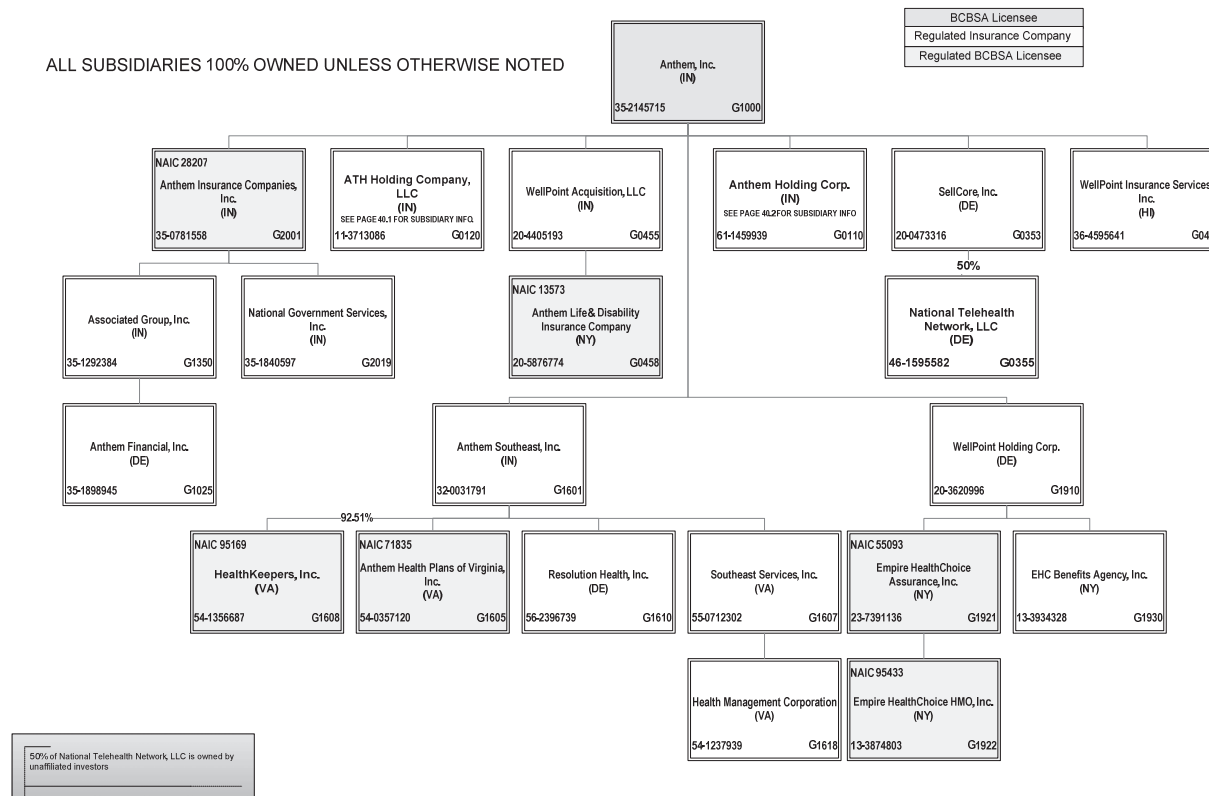 BCBSA Licensee
Regulated Insurance Company
Regulated BCBSA Licensee
ALL SUBSIDIARIES 100% OWNED UNLESS OTHERWISE NOTED
Anthem, Inc.
(IN)
35-2145715 G1000
NAIC 28207
Anthem Insurance Companies,
Inc.
(IN)
35-0781558 G2001
ATH Holding Company,
LLC
(IN)
SEE PAGE 40.1 FOR SUBSIDIARY INFO.
11-3713086 G0120
WellPoint Acquisition, LLC
(IN)
20-4405193 G0455
Anthem Holding Corp.
(IN)
SEE PAGE 40.2 FOR SUBSIDIARY INFO
61-1459939 G0110
SellCore, Inc.
(DE)
20-0473316 G0353
WellPoint Insurance Services
Inc.
(HI)
36-4595641
50%
Associated Group, Inc.
(IN)
35-1292384 G1350
National Government Services,
Inc.
(IN)
35-1840597 G2019
NAIC 13573
Anthem Life & Disability
Insurance Company
(NY)
20-5876774 G0458
National Telehealth
Network, LLC
(DE)
46-1595582 G0355
Anthem Financial, Inc.
(DE)
35-1898945 G1025
Anthem Southeast, Inc.
(IN)
32-0031791 G1601
WellPoint Holding Corp.
(DE)
20-3620996 G1910
92.51%
NAIC 95169
HealthKeepers, Inc.
(VA)
54-1356687 G1608
NAIC 71835
Anthem Health Plans of Virginia,
Inc.
(VA)
54-0357120 G1605
Resolution Health, Inc.
(DE)
56-2396739 G1610
Southeast Services, Inc.
(VA)
55-0712302 G1607
NAIC 55093
Empire HealthChoice
Assurance, Inc.
(NY)
23-7391136 G1921
EHC Benefits Agency, Inc.
(NY)
13-3934328 G1930
Health Management Corporation
(VA)
54-1237939 G1618
NAIC 95433
Empire HealthChoice HMO, Inc.
(NY)
13-3874803 G1922
50% of National Telehealth Network, LLC is owned by
unaffiliated investors